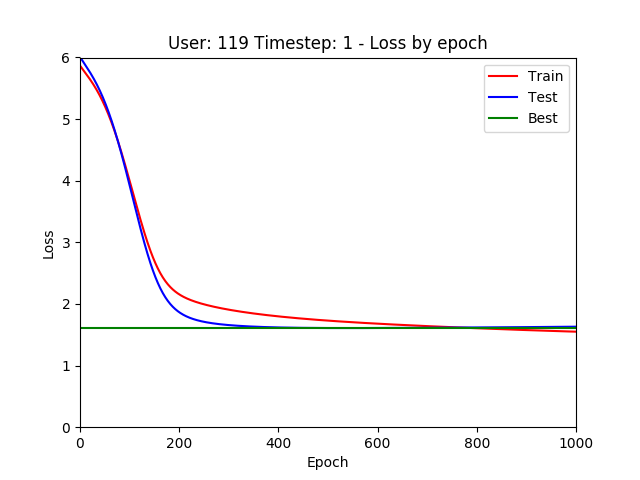 User: 119 Timestep: 1 - Loss by epoch
Train
Test
Best
6
5
4
3
2
1
0
Loss
0 200 400 600 800 1000
Epoch